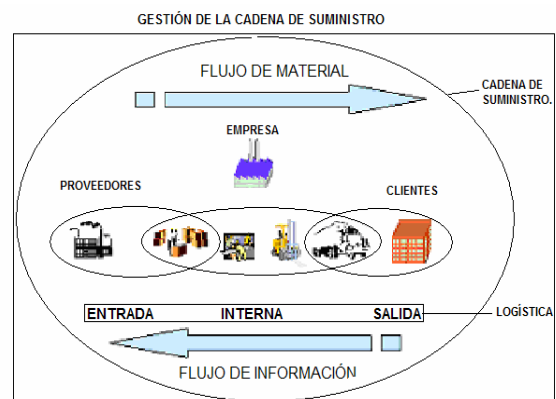 GESTIÓN DE LA CADENA DE SUMINISTRO
FLUJO DE MATERIAL
CADENA DE
SUMINISTRO.
EMPRESA
PROVEEDORES
CLIENTES
ENTRADA INTERNA SALIDA
LOGÍSTICA
FLUJO DE INFORMACIÓN